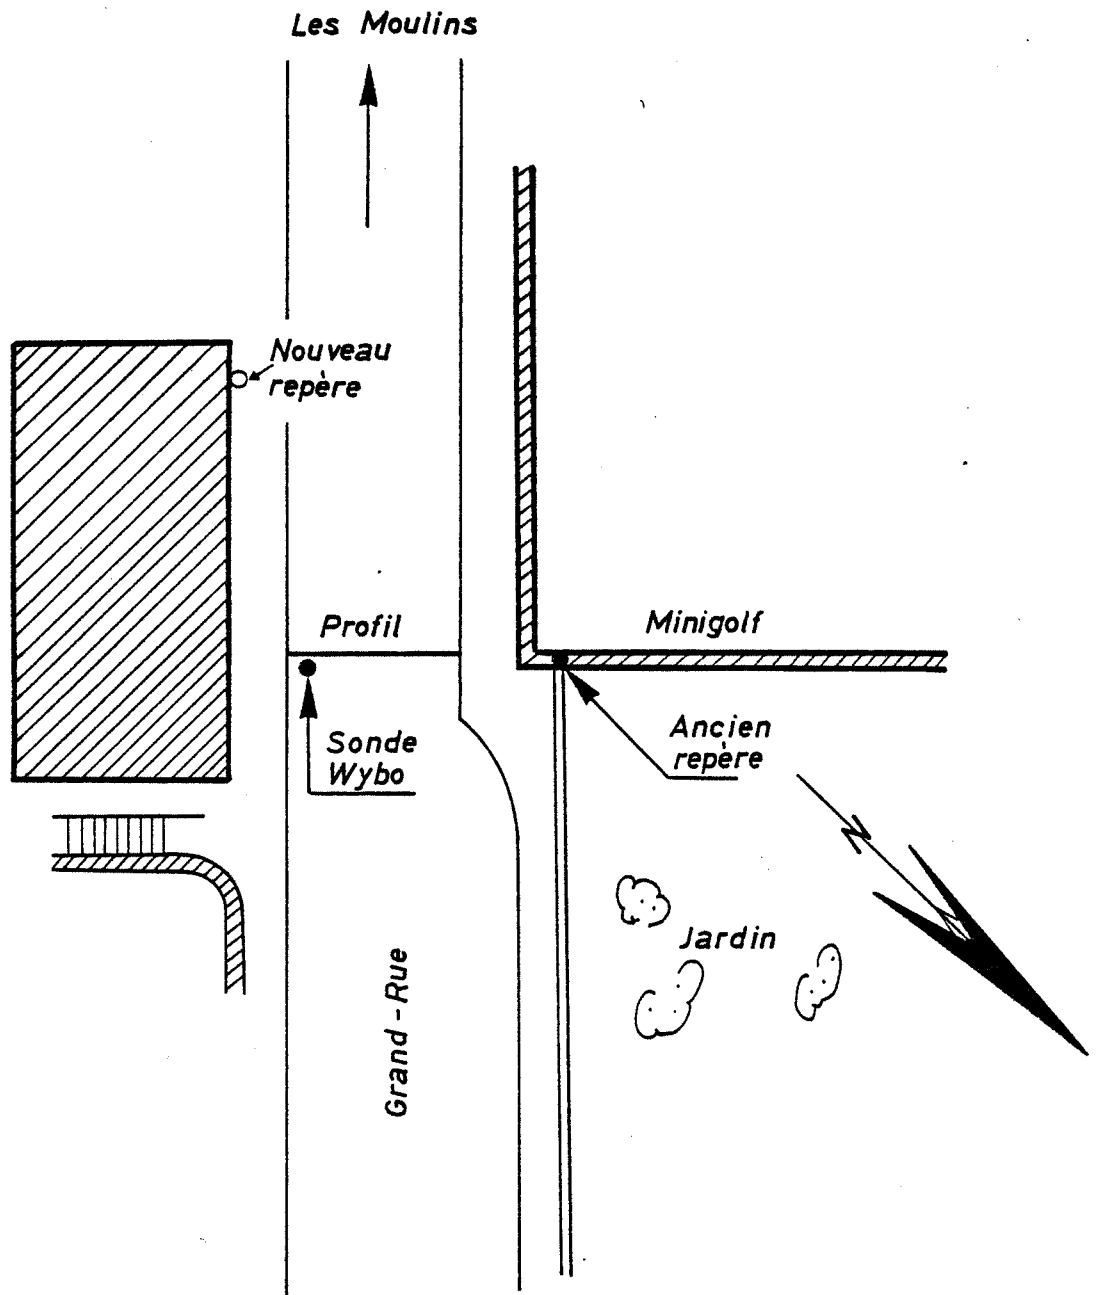 Les Moulins
Nouveau
repère
Profil
Minigolf
Sonde
Wybo
Ancien
repère
N
Jardin
Grand-Rue